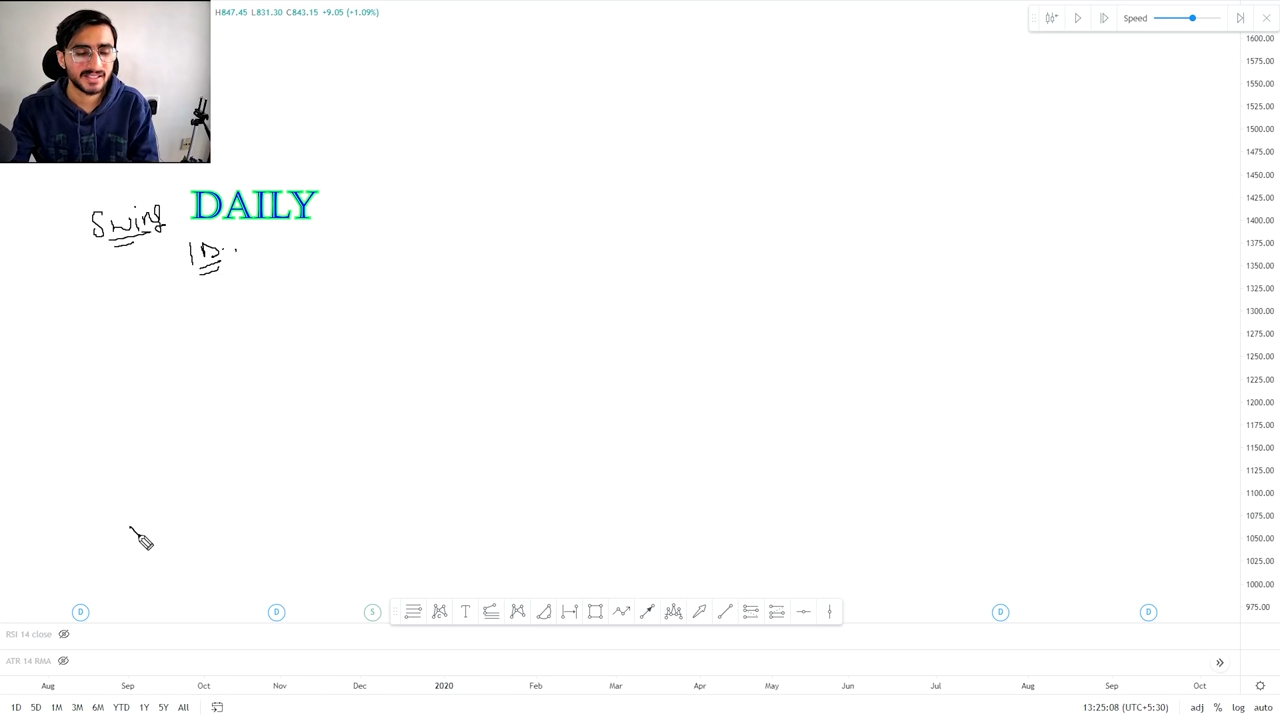 H847.45 L831.30 C843.15 +9.05 (+1.09%)
Speed
1600.00
1575.00
1550.00
1525.00
1500.00
1475.00
1450.00
1425.00
1400.00
1375.00
1350.00
1325.00
1300.00
1275.00
1250.00
1225.00
1200.00
1175.00
1150.00
1125.00
1100.00
1075.00
1050.00
1025.00
1000.00
975.00
Swing DAILY
1D
D D S D D
T
RSI 14 close
ATR 14 RMA
Aug Sep Oct Nov Dec 2020 Feb Mar Apr May Jun Jul Aug Sep Oct
1D 5D 1M 3M 6M YTD 1Y 5Y All 13:25:08 (UTC+5:30) adj % log auto